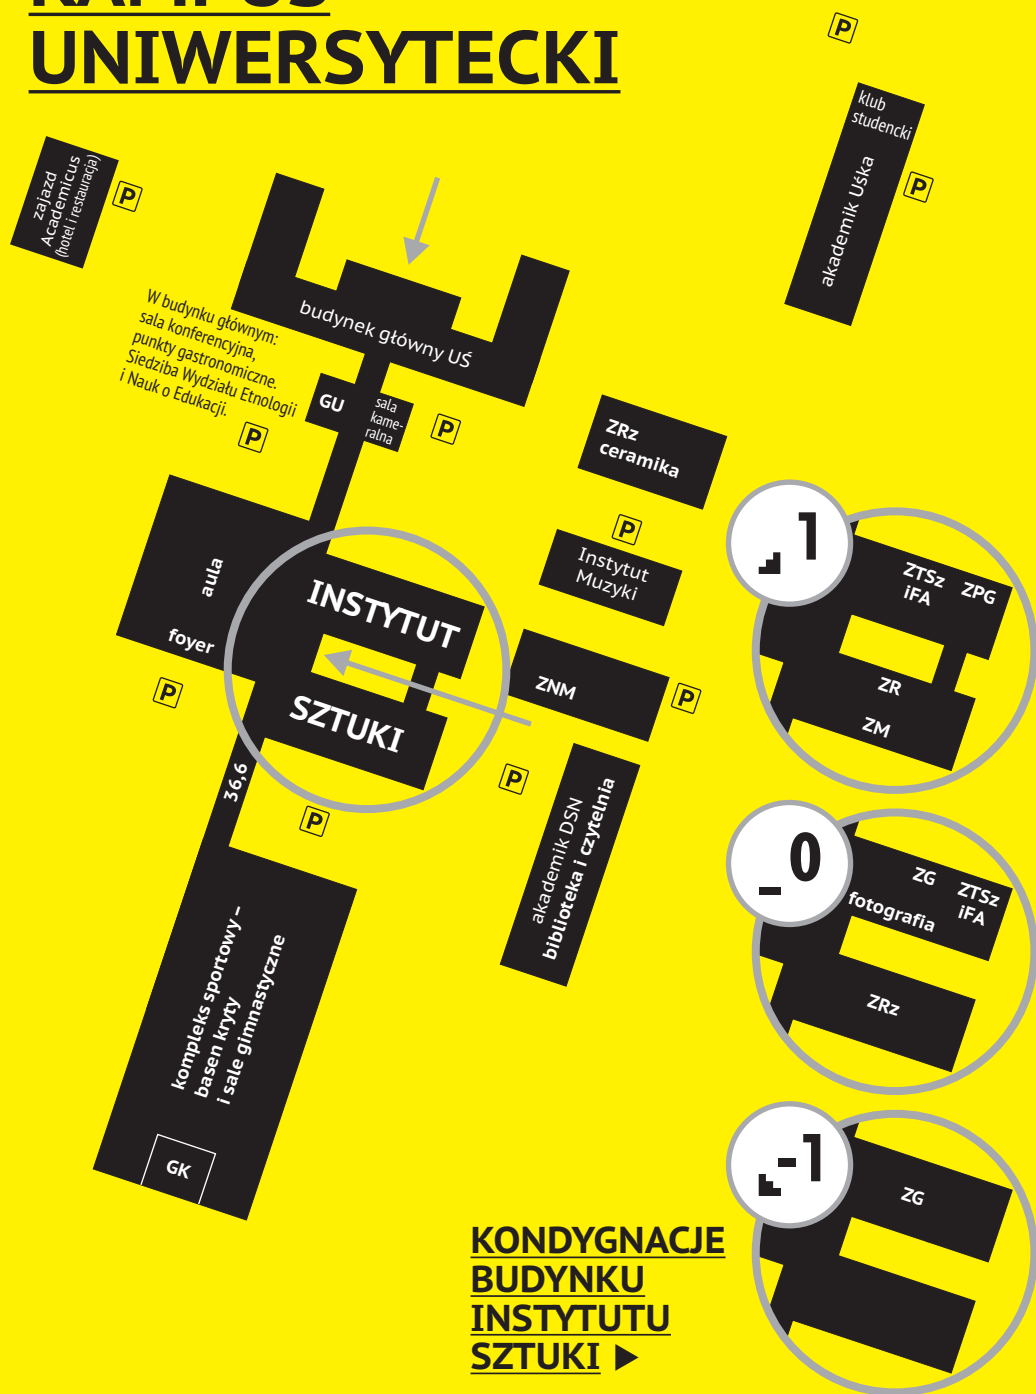 KAMPUS
UNIWERSYTECKI
P
klub
studencki
akademik Uśka
P
zajazd
Academicus
(hotel i restauracja)
P
budynek główny UŚ
W budynku głównym:
sala konferencyjna,
punkty gastronomiczne.
Siedziba Wydziału Etnologii
i Nauk o Edukacji.
P
GU
sala
kame-
ralna
P
ZRz
ceramika
P
Instytut
Muzyki
aula
foyer
P
INSTYTUT
SZTUKI
ZNM
P
P
36,6
P
akademik DSN
biblioteka i czytelnia
kompleks sportowy –
basen kryty
i sale gimnastyczne
GK
1
ZTSz
iFA
ZPG
ZR
ZM
0
ZG
ZTSz
iFA
fotografia
ZRz
-1
ZG
KONDYGNACJE
BUDYNKU
INSTYTUTU
SZTUKI ▶